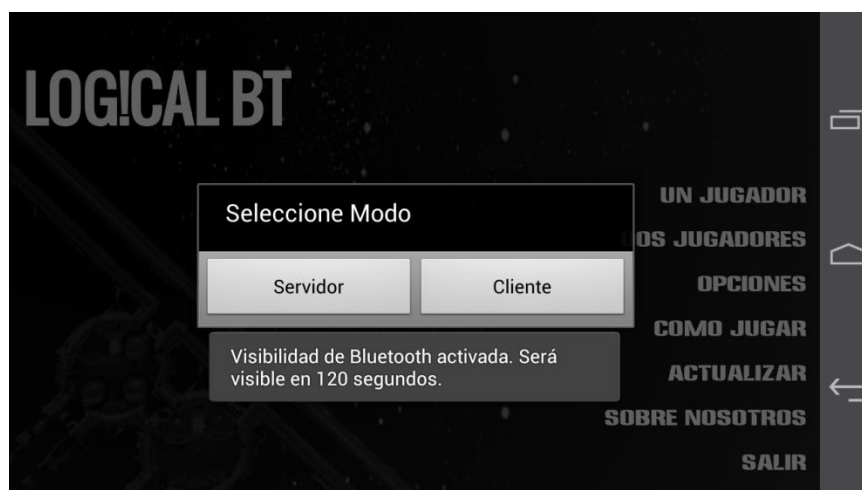 LOG!CAL BT
UN JUGADOR
Seleccione Modo
DOS JUGADORES
Servidor
Cliente
OPCIONES
COMO JUGAR
Visibilidad de Bluetooth activada. Será
visible en 120 segundos.
ACTUALIZAR
SOBRE NOSOTROS
SALIR